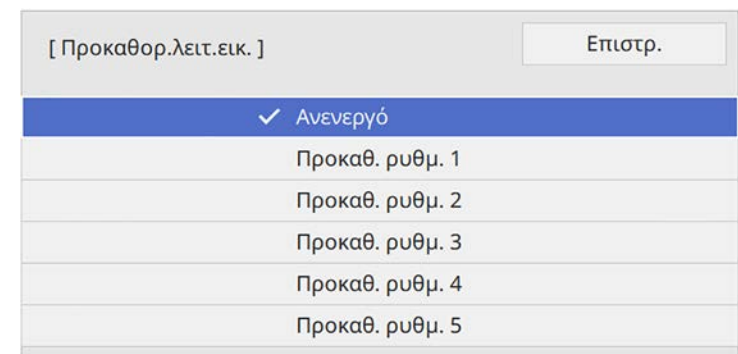 [ Προκαθορ.λειτ.εικ. ]
Επιστρ.
Ανενεργό
Προκαθ. ρυθμ. 1
Προκαθ. ρυθμ. 2
Προκαθ. ρυθμ. 3
Προκαθ. ρυθμ. 4
Προκαθ. ρυθμ. 5